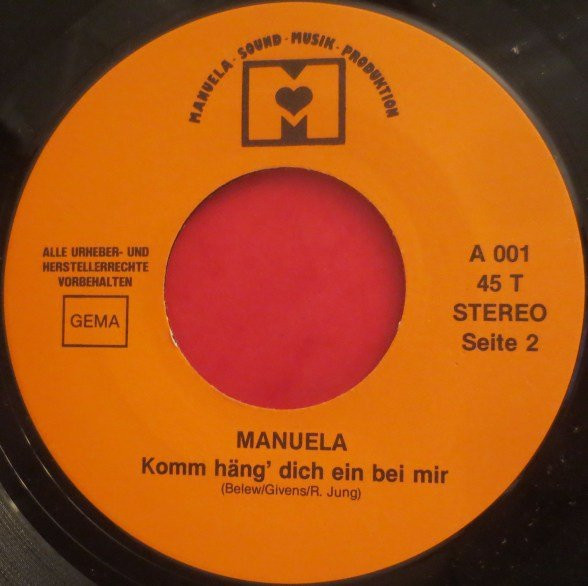 MANUELA · SOUND · MUSIK · PRODUKTION
M
ALLE URHEBER- UND
HERSTELLERRECHTE
VORBEHALTEN
GEMA
A 001
45 T
STEREO
Seite 2
MANUELA
Komm häng' dich ein bei mir
(Belew/Givens/R. Jung)